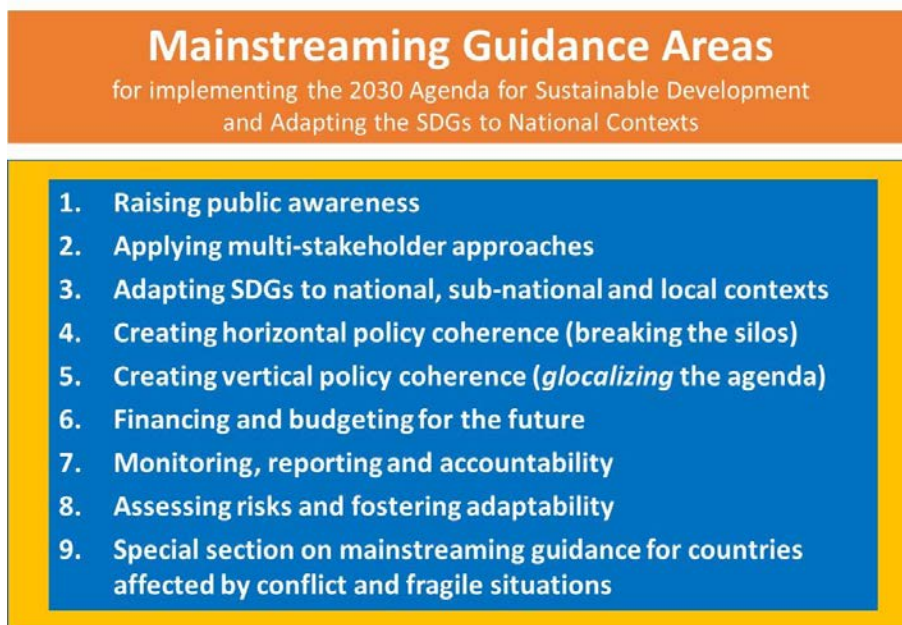 Mainstreaming Guidance Areas
for implementing the 2030 Agenda for Sustainable Development
and Adapting the SDGs to National Contexts
1. Raising public awareness
2. Applying multi-stakeholder approaches
3. Adapting SDGs to national, sub-national and local contexts
4. Creating horizontal policy coherence (breaking the silos)
5. Creating vertical policy coherence (glocalizing the agenda)
6. Financing and budgeting for the future
7. Monitoring, reporting and accountability
8. Assessing risks and fostering adaptability
9. Special section on mainstreaming guidance for countries
affected by conflict and fragile situations